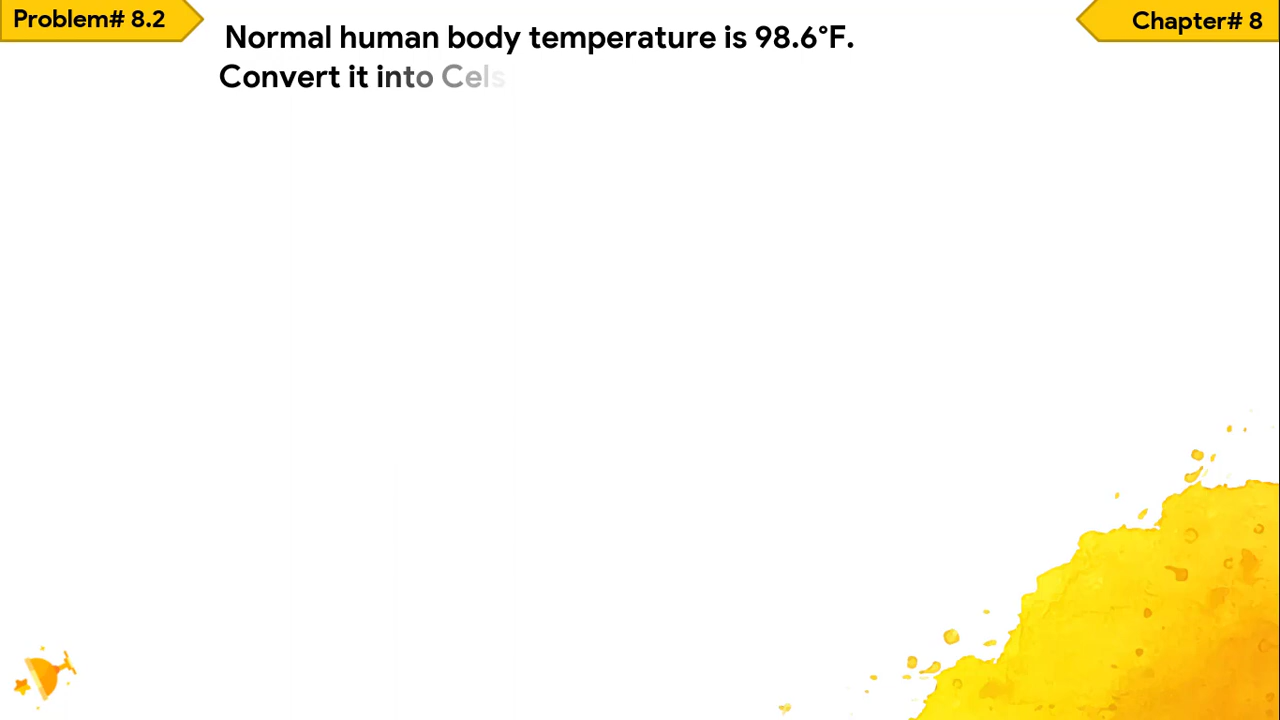 Problem# 8.2
Chapter# 8
Normal human body temperature is 98.6°F.
Convert it into Cels